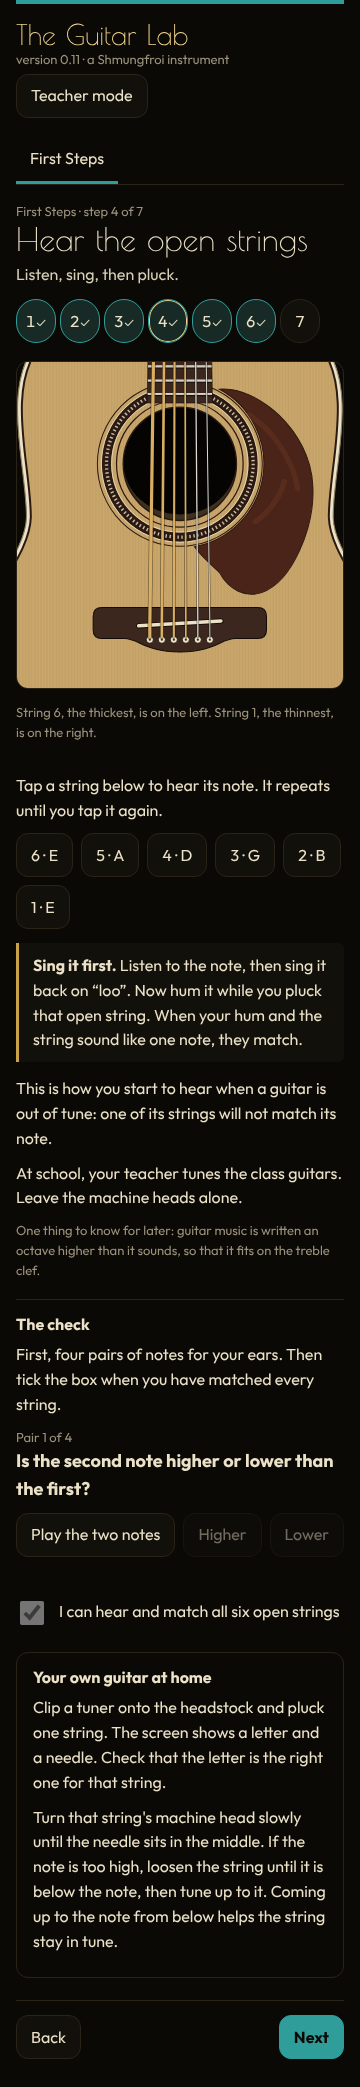 The Guitar Lab
version 0.11 · a Shmungfroi instrument
Teacher mode
First Steps
First Steps · step 4 of 7
Hear the open strings
Listen, sing, then pluck.
1✓ 2✓ 3✓ 4✓ 5✓ 6✓ 7
String 6, the thickest, is on the left. String 1, the thinnest,
is on the right.
Tap a string below to hear its note. It repeats
until you tap it again.
6 · E 5 · A 4 · D 3 · G 2 · B
1 · E
Sing it first. Listen to the note, then sing it
back on “loo”. Now hum it while you pluck
that open string. When your hum and the
string sound like one note, they match.
This is how you start to hear when a guitar is
out of tune: one of its strings will not match its
note.
At school, your teacher tunes the class guitars.
Leave the machine heads alone.
One thing to know for later: guitar music is written an
octave higher than it sounds, so that it fits on the treble
clef.
The check
First, four pairs of notes for your ears. Then
tick the box when you have matched every
string.
Pair 1 of 4
Is the second note higher or lower than
the first?
Play the two notes Higher Lower
I can hear and match all six open strings
Your own guitar at home
Clip a tuner onto the headstock and pluck
one string. The screen shows a letter and
a needle. Check that the letter is the right
one for that string.
Turn that string's machine head slowly
until the needle sits in the middle. If the
note is too high, loosen the string until it is
below the note, then tune up to it. Coming
up to the note from below helps the string
stay in tune.
Back Next